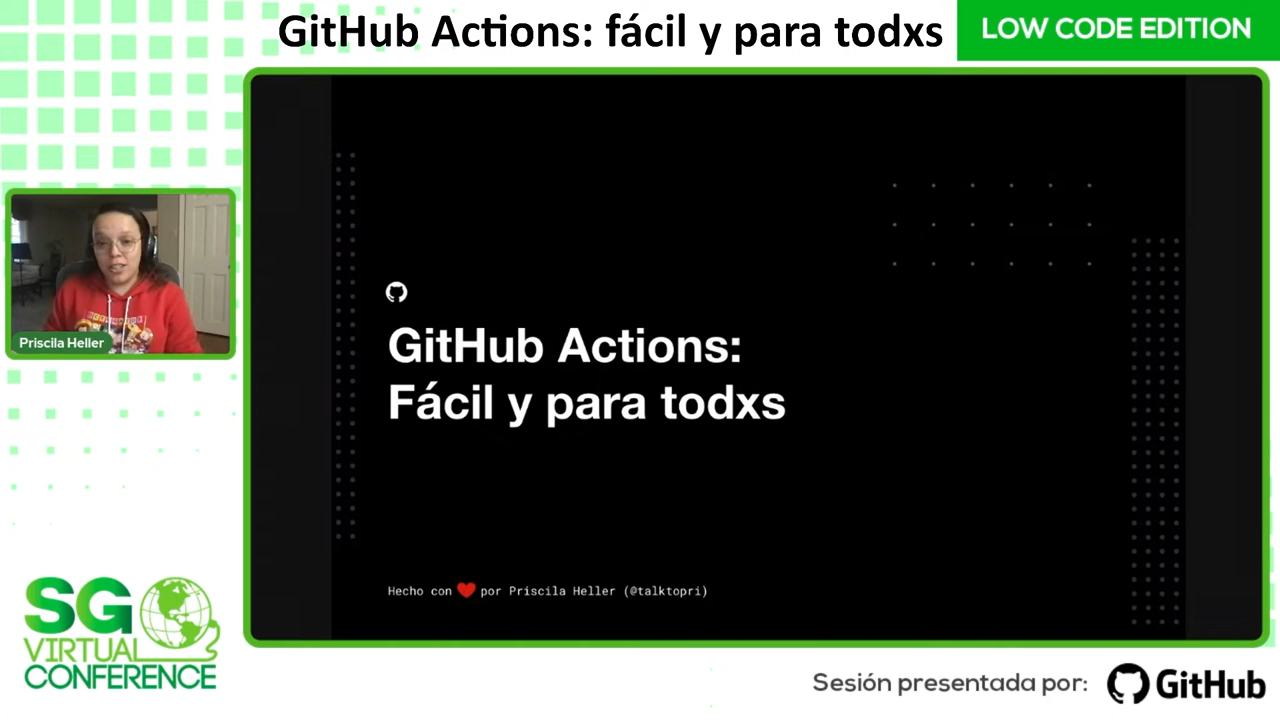 GitHub Actions: fácil y para todxs
LOW CODE EDITION
Priscila Heller
GitHub Actions:
Fácil y para todxs
Hecho con ❤️ por Priscila Heller (@talktopri)
SG
VIRTUAL
CONFERENCE
Sesión presentada por: GitHub